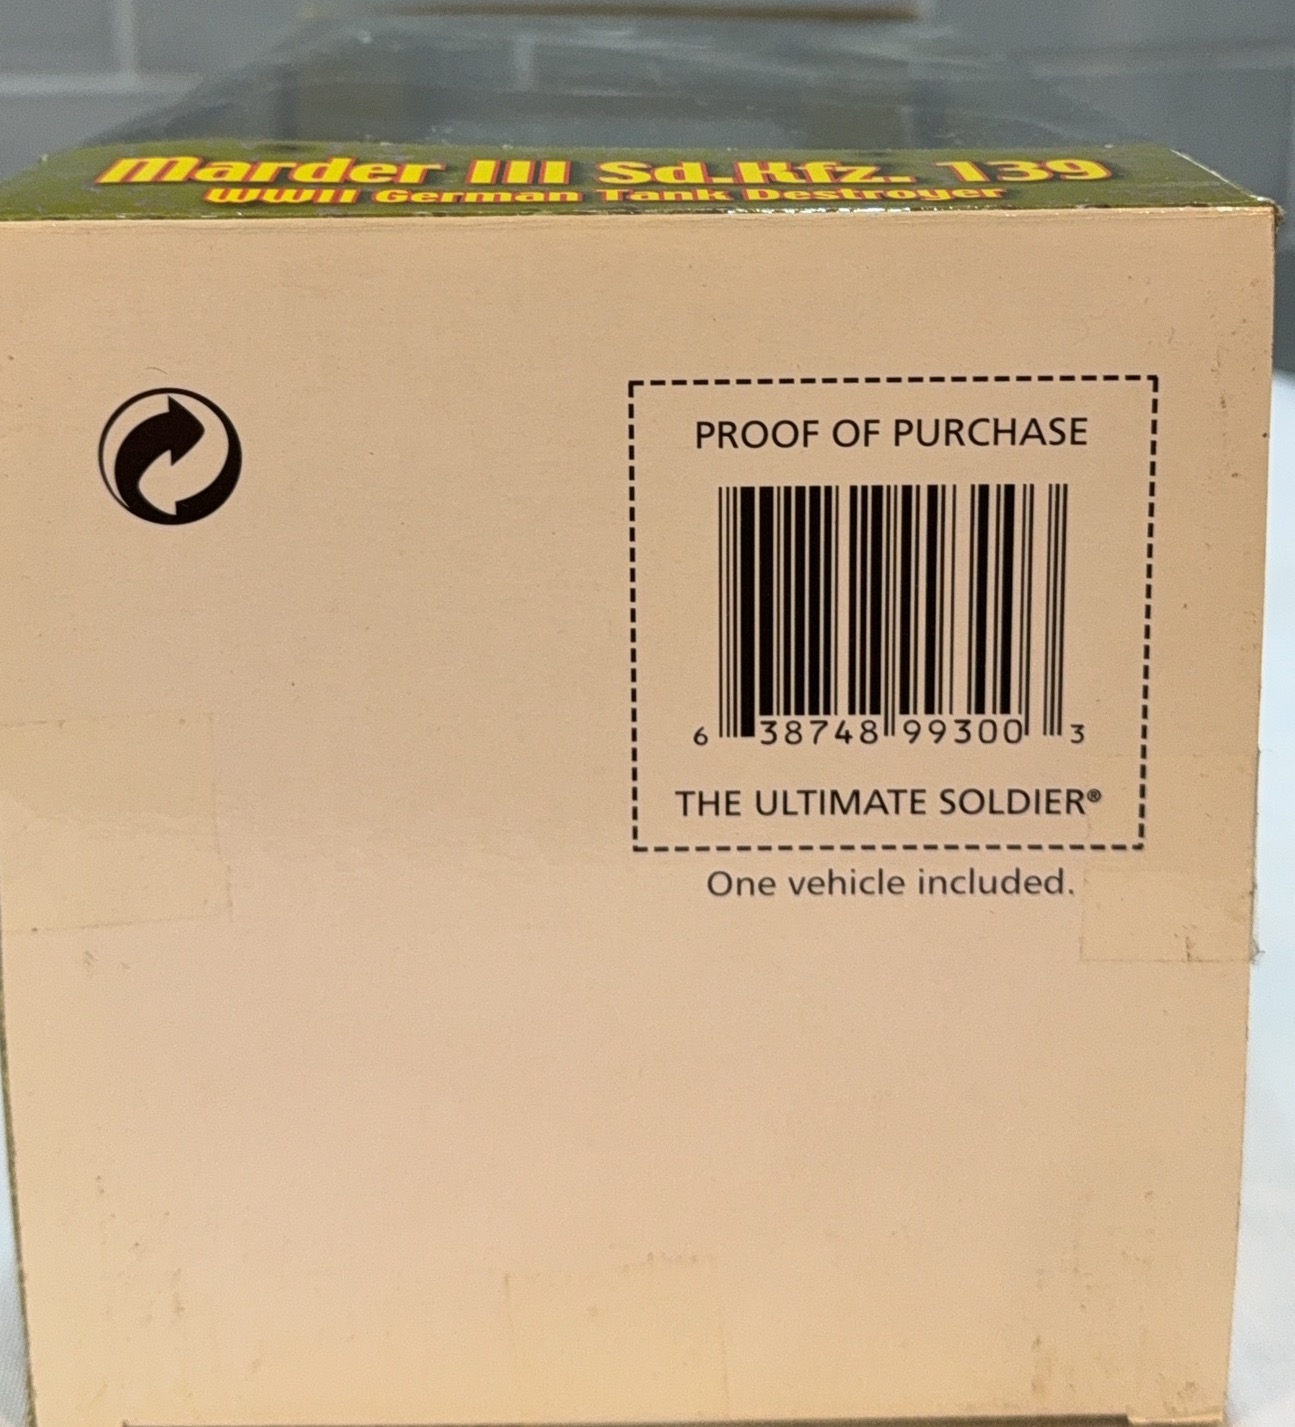 Marder III Sd.Kfz. 139
WWII German Tank Destroyer
PROOF OF PURCHASE
6 38748 99300 3
THE ULTIMATE SOLDIER®
One vehicle included.